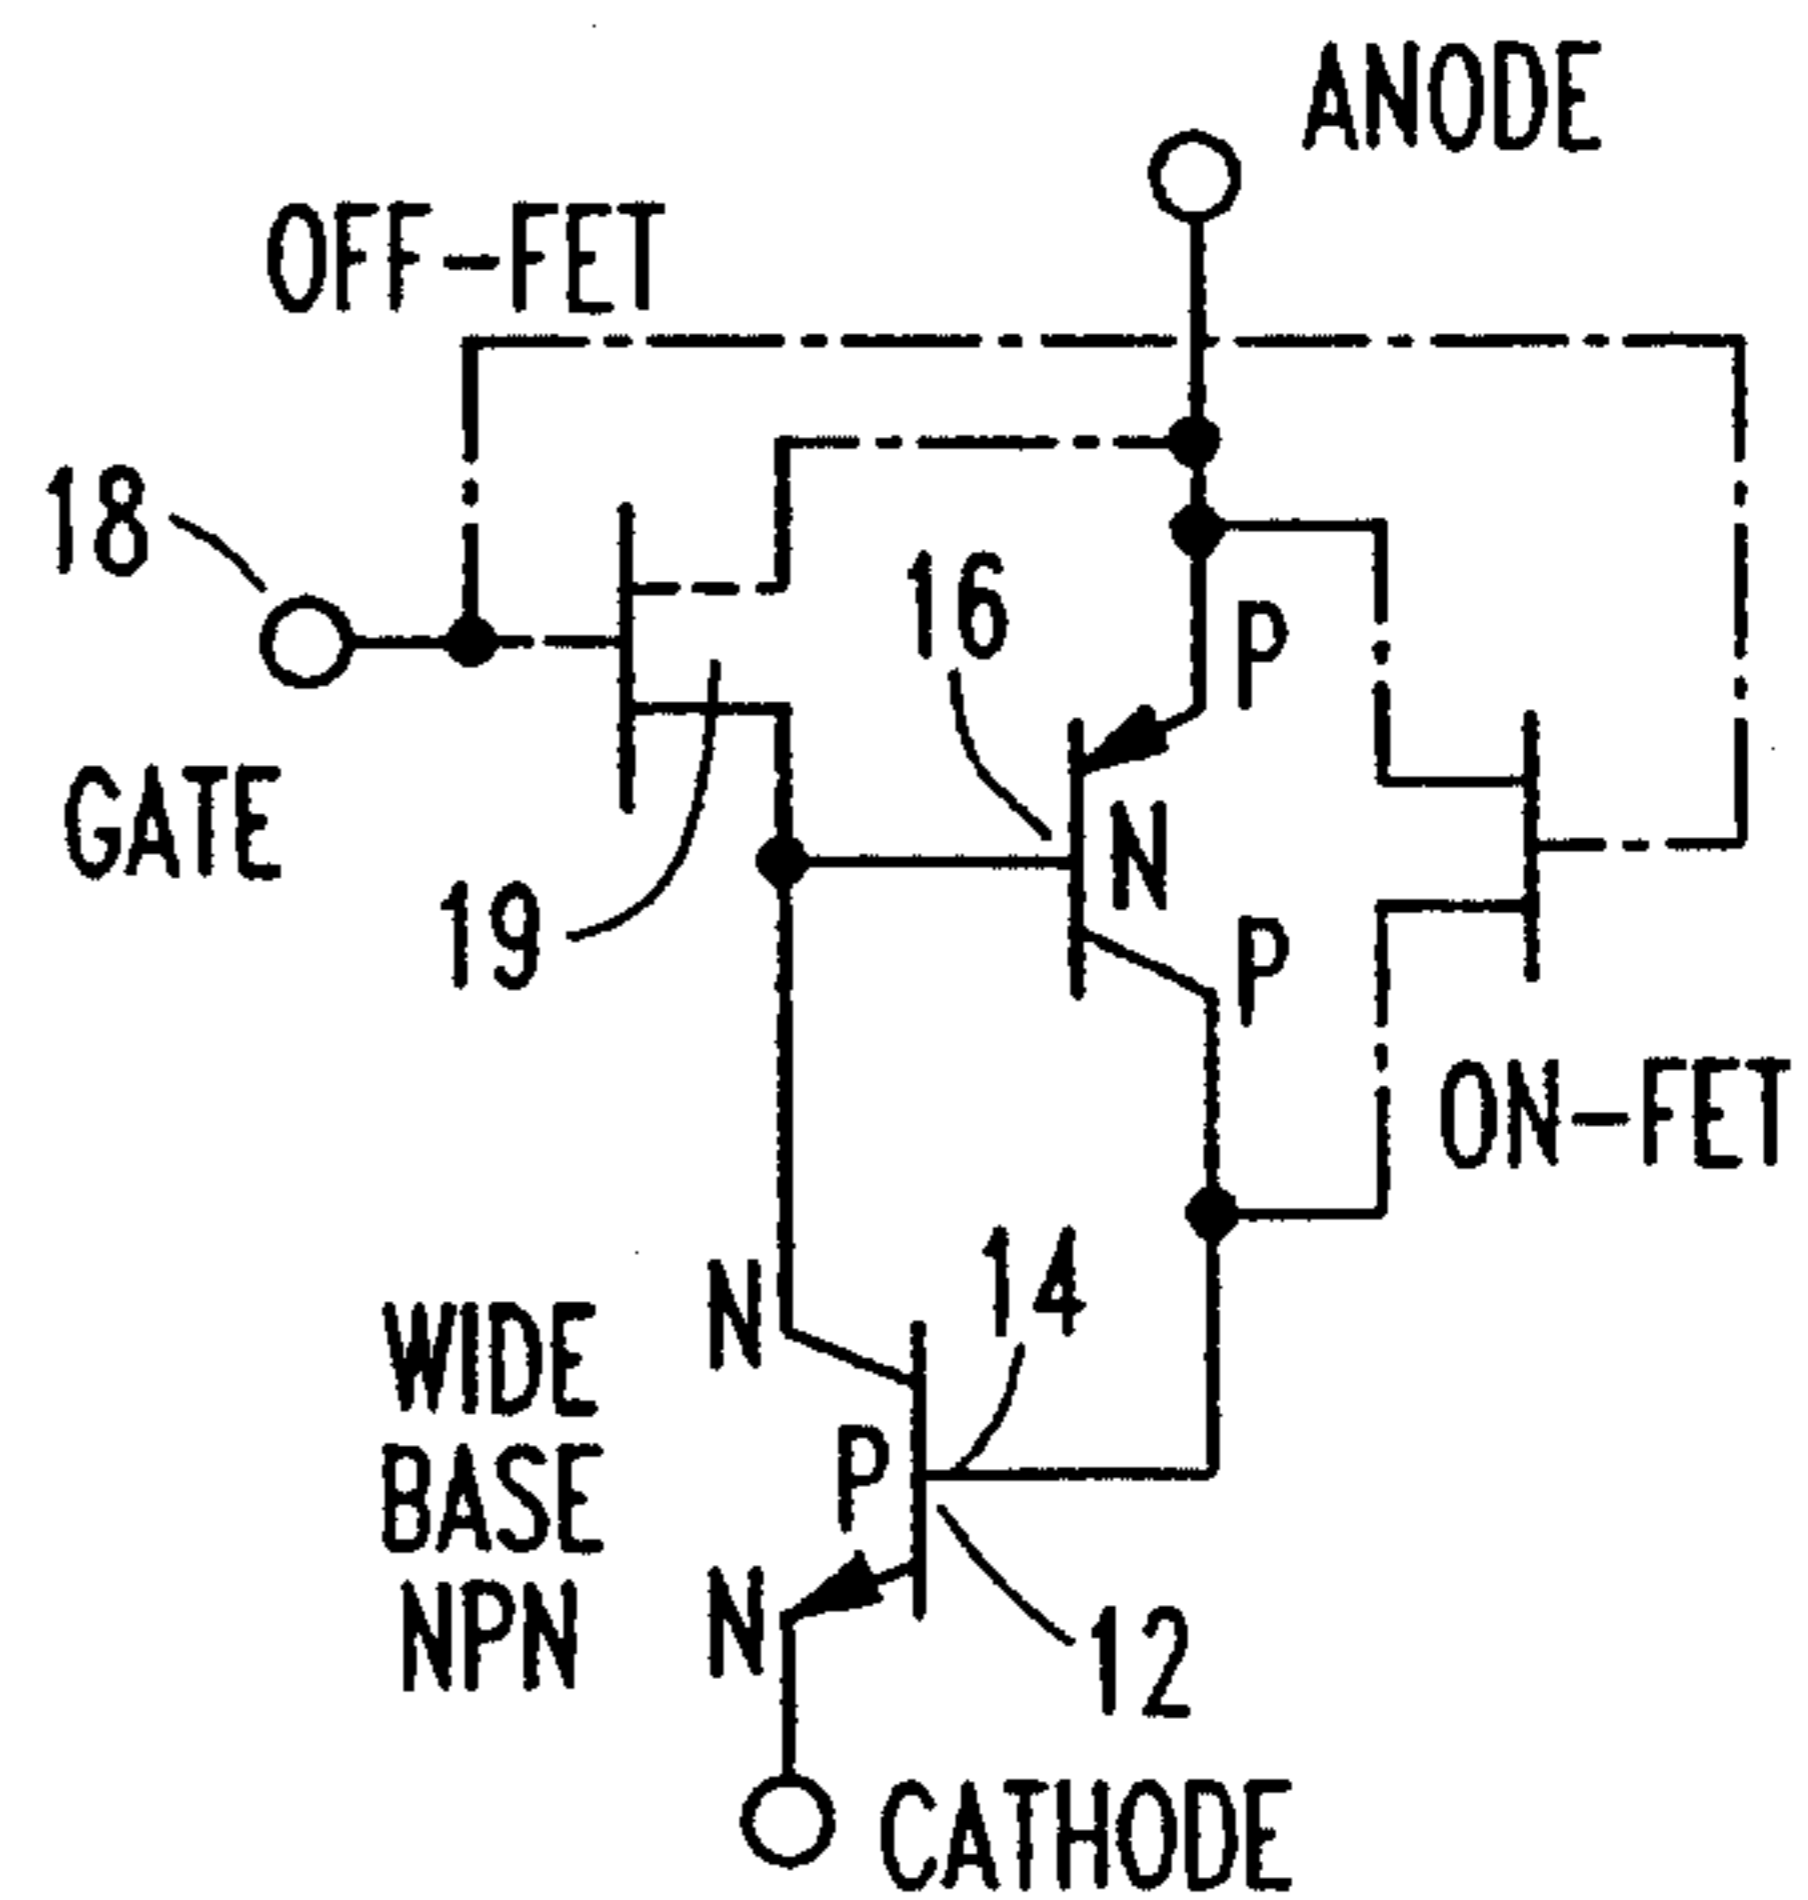 ANODE
OFF-FET
18
16
P
GATE
N
19
P
ON-FET
14
N
WIDE
BASE
NPN
P
N
12
CATHODE